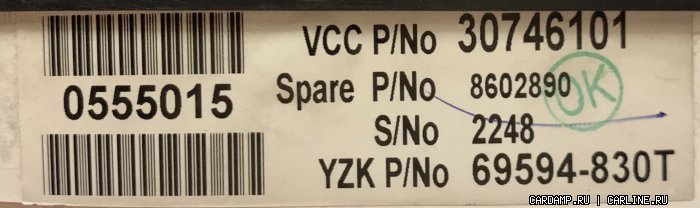 0555015
VCC P/No 30746101
Spare P/No 8602890
OK
S/No 2248
YZK P/No 69594-830T
CARDAMP.RU | CARLINE.RU